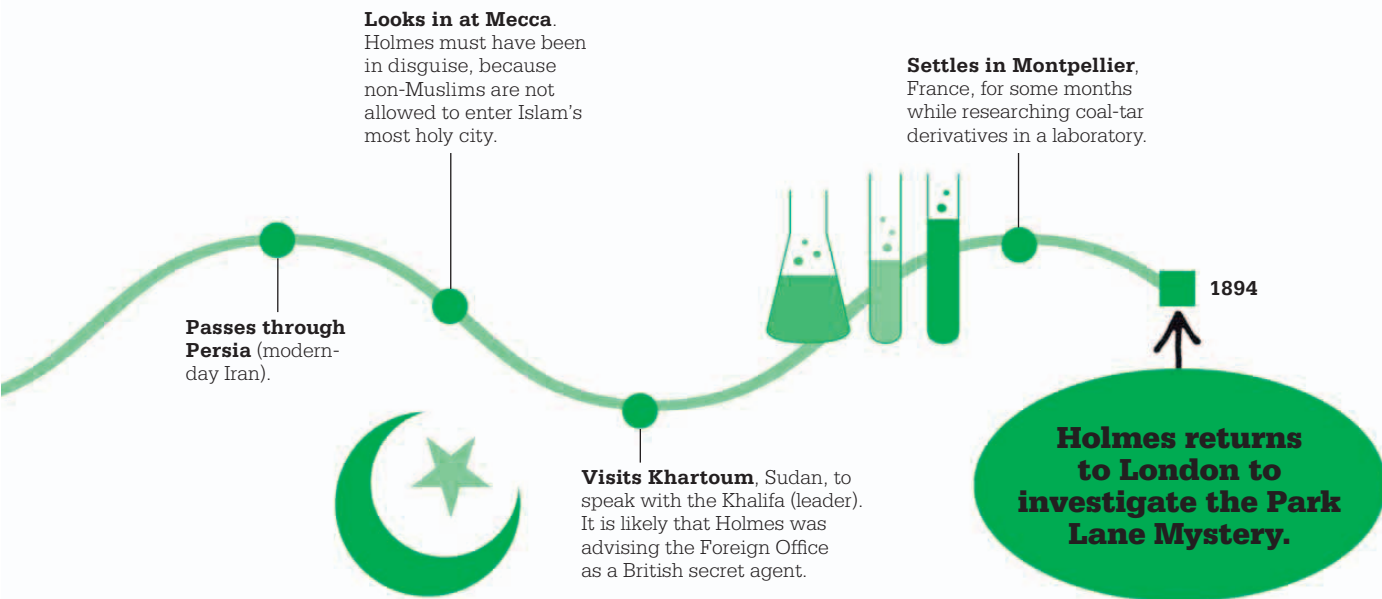 Looks in at Mecca.
Holmes must have been
in disguise, because
non-Muslims are not
allowed to enter Islam’s
most holy city.
Settles in Montpellier,
France, for some months
while researching coal-tar
derivatives in a laboratory.
Passes through
Persia (modern-
day Iran).
1894
Visits Khartoum, Sudan, to
speak with the Khalifa (leader).
It is likely that Holmes was
advising the Foreign Office
as a British secret agent.
Holmes returns
to London to
investigate the Park
Lane Mystery.